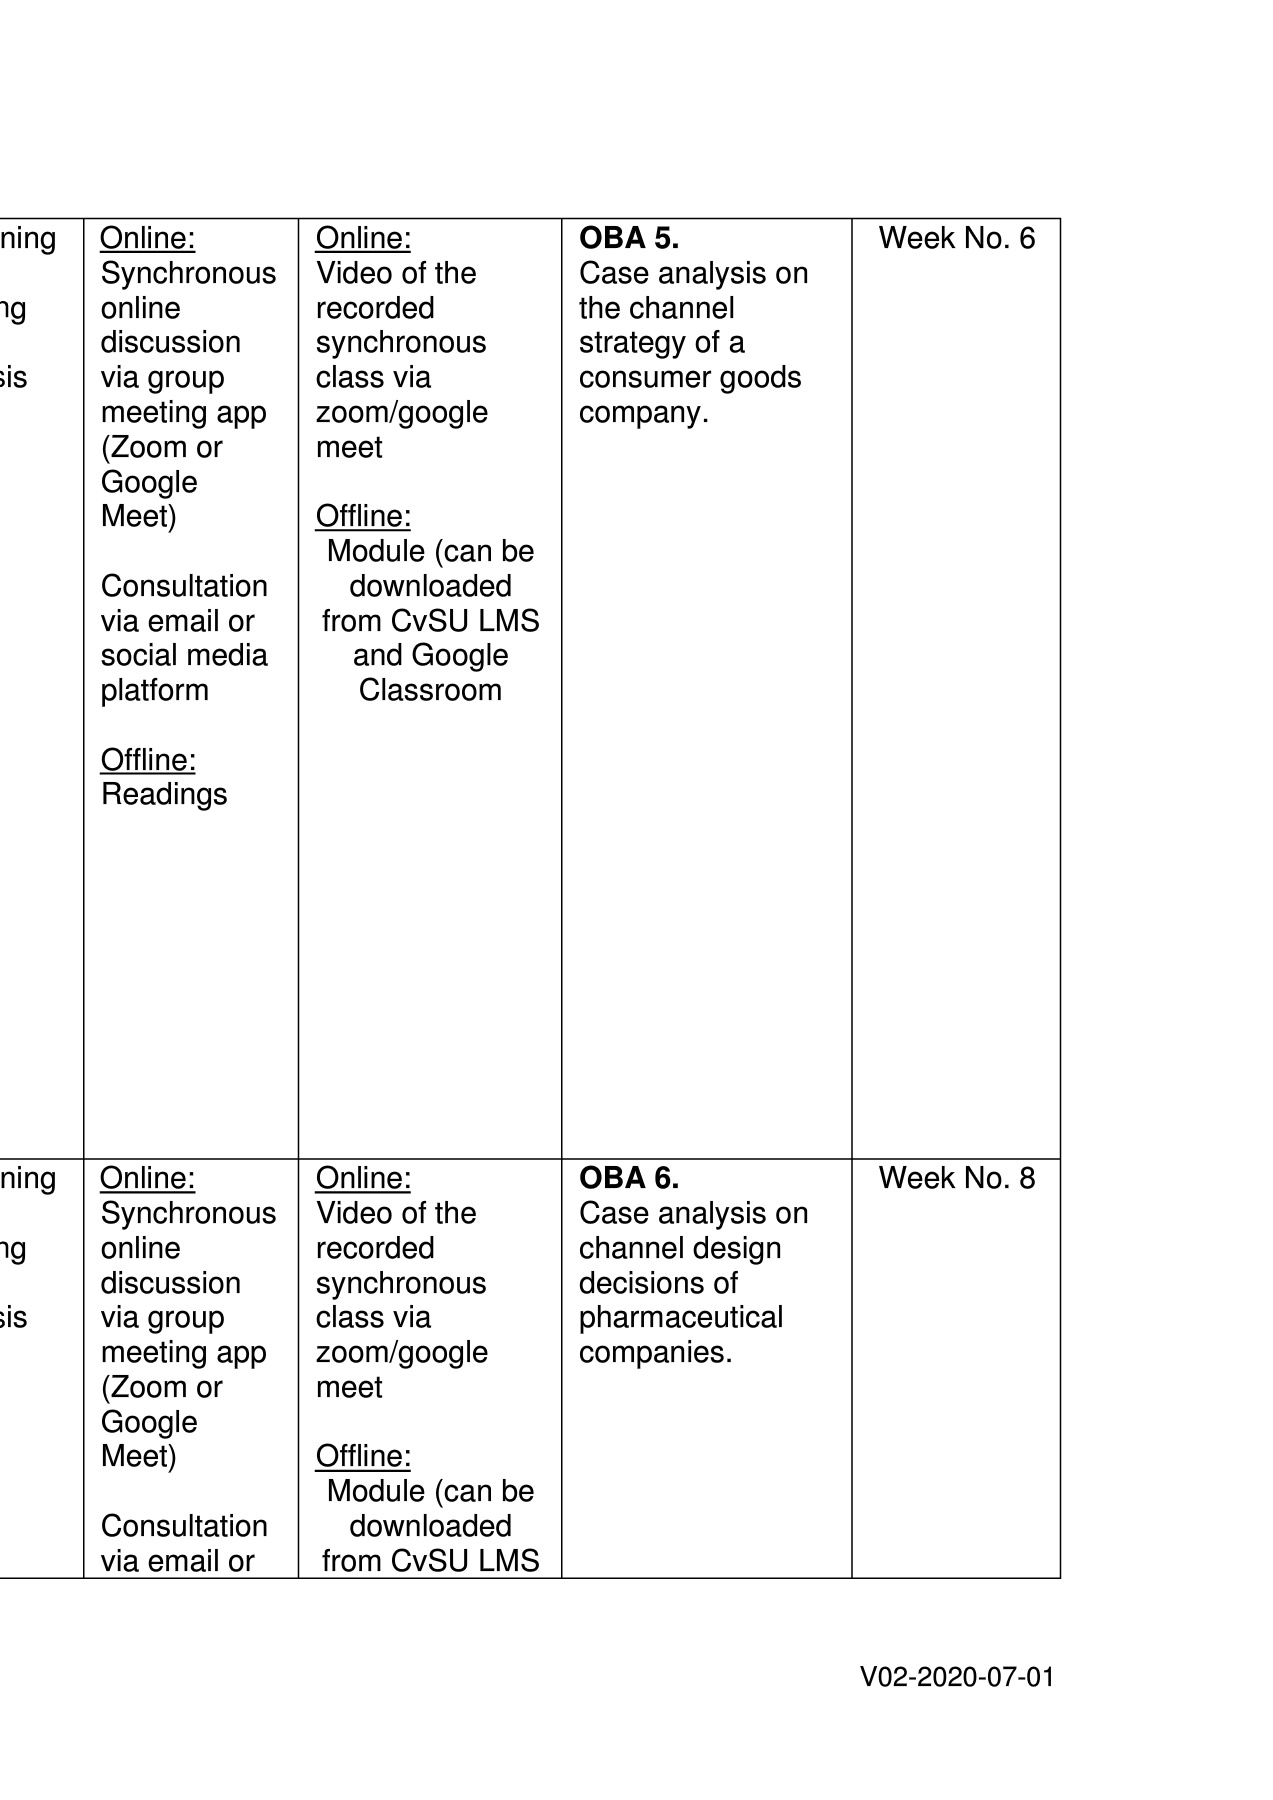 ning
ng
sis
Online:
Synchronous
online
discussion
via group
meeting app
(Zoom or
Google
Meet)
Consultation
via email or
social media
platform
Offline:
Readings
Online:
Video of the
recorded
synchronous
class via
zoom/google
meet
Offline:
Module (can be
downloaded
from CvSU LMS
and Google
Classroom
OBA 5.
Case analysis on
the channel
strategy of a
consumer goods
company.
Week No. 6
ning
ng
sis
Online:
Synchronous
online
discussion
via group
meeting app
(Zoom or
Google
Meet)
Consultation
via email or
Online:
Video of the
recorded
synchronous
class via
zoom/google
meet
Offline:
Module (can be
downloaded
from CvSU LMS
OBA 6.
Case analysis on
channel design
decisions of
pharmaceutical
companies.
Week No. 8
V02-2020-07-01